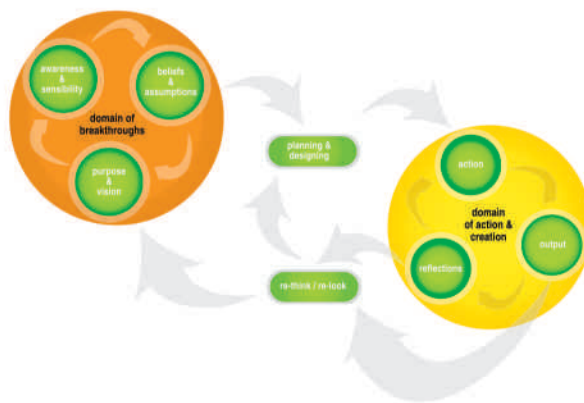 awareness
&
sensibility
beliefs
&
assumptions
domain of
breakthroughs
purpose
&
vision
planning &
designing
action
domain
of action &
creation
output
reflections
re-think / re-look